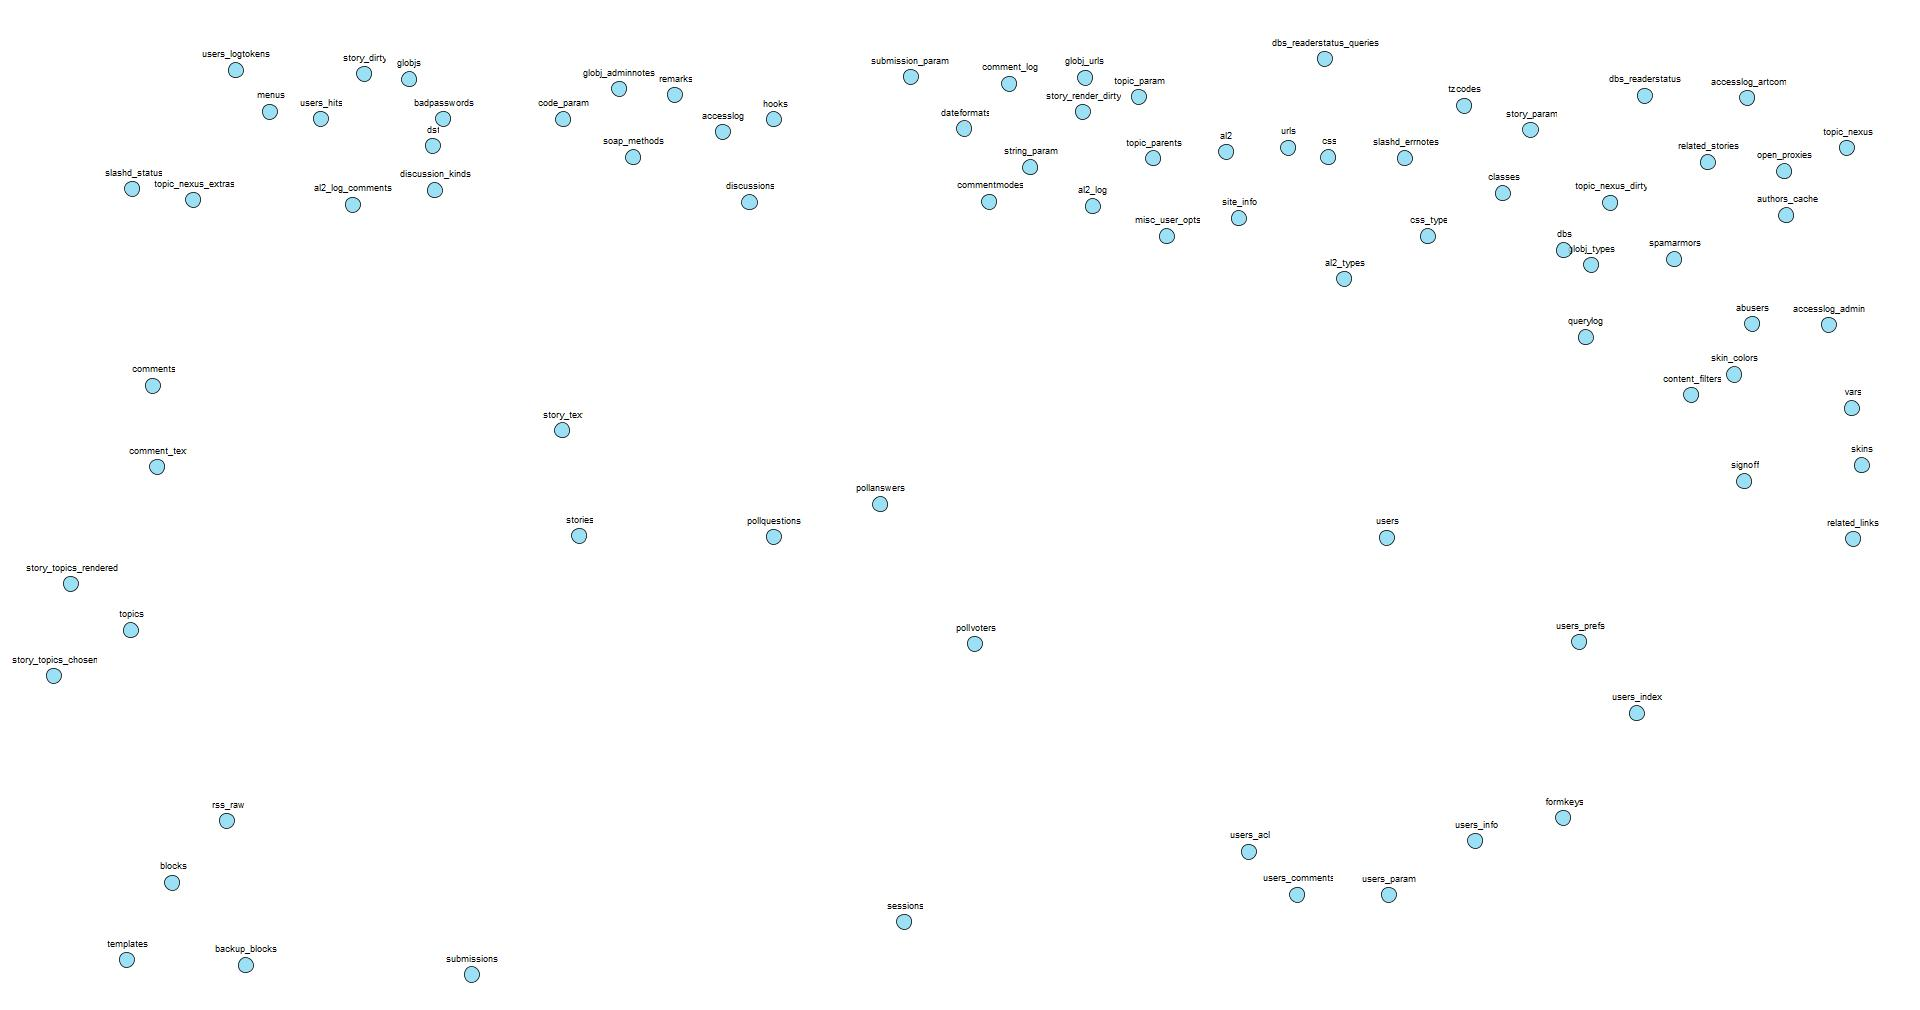 dbs_readerstatus_queries
users_logtokens
story_dirty
globjs
submission_param
comment_log
globj_urls
globj_adminnotes
remarks
topic_param
dbs_readerstatus
accesslog_artcom
menus
users_hits
badpasswords
code_param
accesslog
hooks
story_render_dirty
tzcodes
dateformats
story_param
dst
soap_methods
string_param
topic_parents
al2
urls
css
slashd_errnotes
related_stories
open_proxies
topic_nexus
slashd_status
topic_nexus_extras
al2_log_comments
discussion_kinds
discussions
commentmodes
al2_log
classes
topic_nexus_dirty
authors_cache
misc_user_opts
site_info
css_type
dbs
globj_types
spamarmors
al2_types
querylog
abusers
accesslog_admin
comments
skin_colors
content_filters
vars
story_tex
comment_tex
skins
signoff
pollanswers
stories
pollquestions
users
related_links
story_topics_rendered
topics
pollvoters
users_prefs
story_topics_chosen
users_index
rss_raw
formkeys
users_acl
users_info
blocks
users_comments
users_param
sessions
templates
backup_blocks
submissions